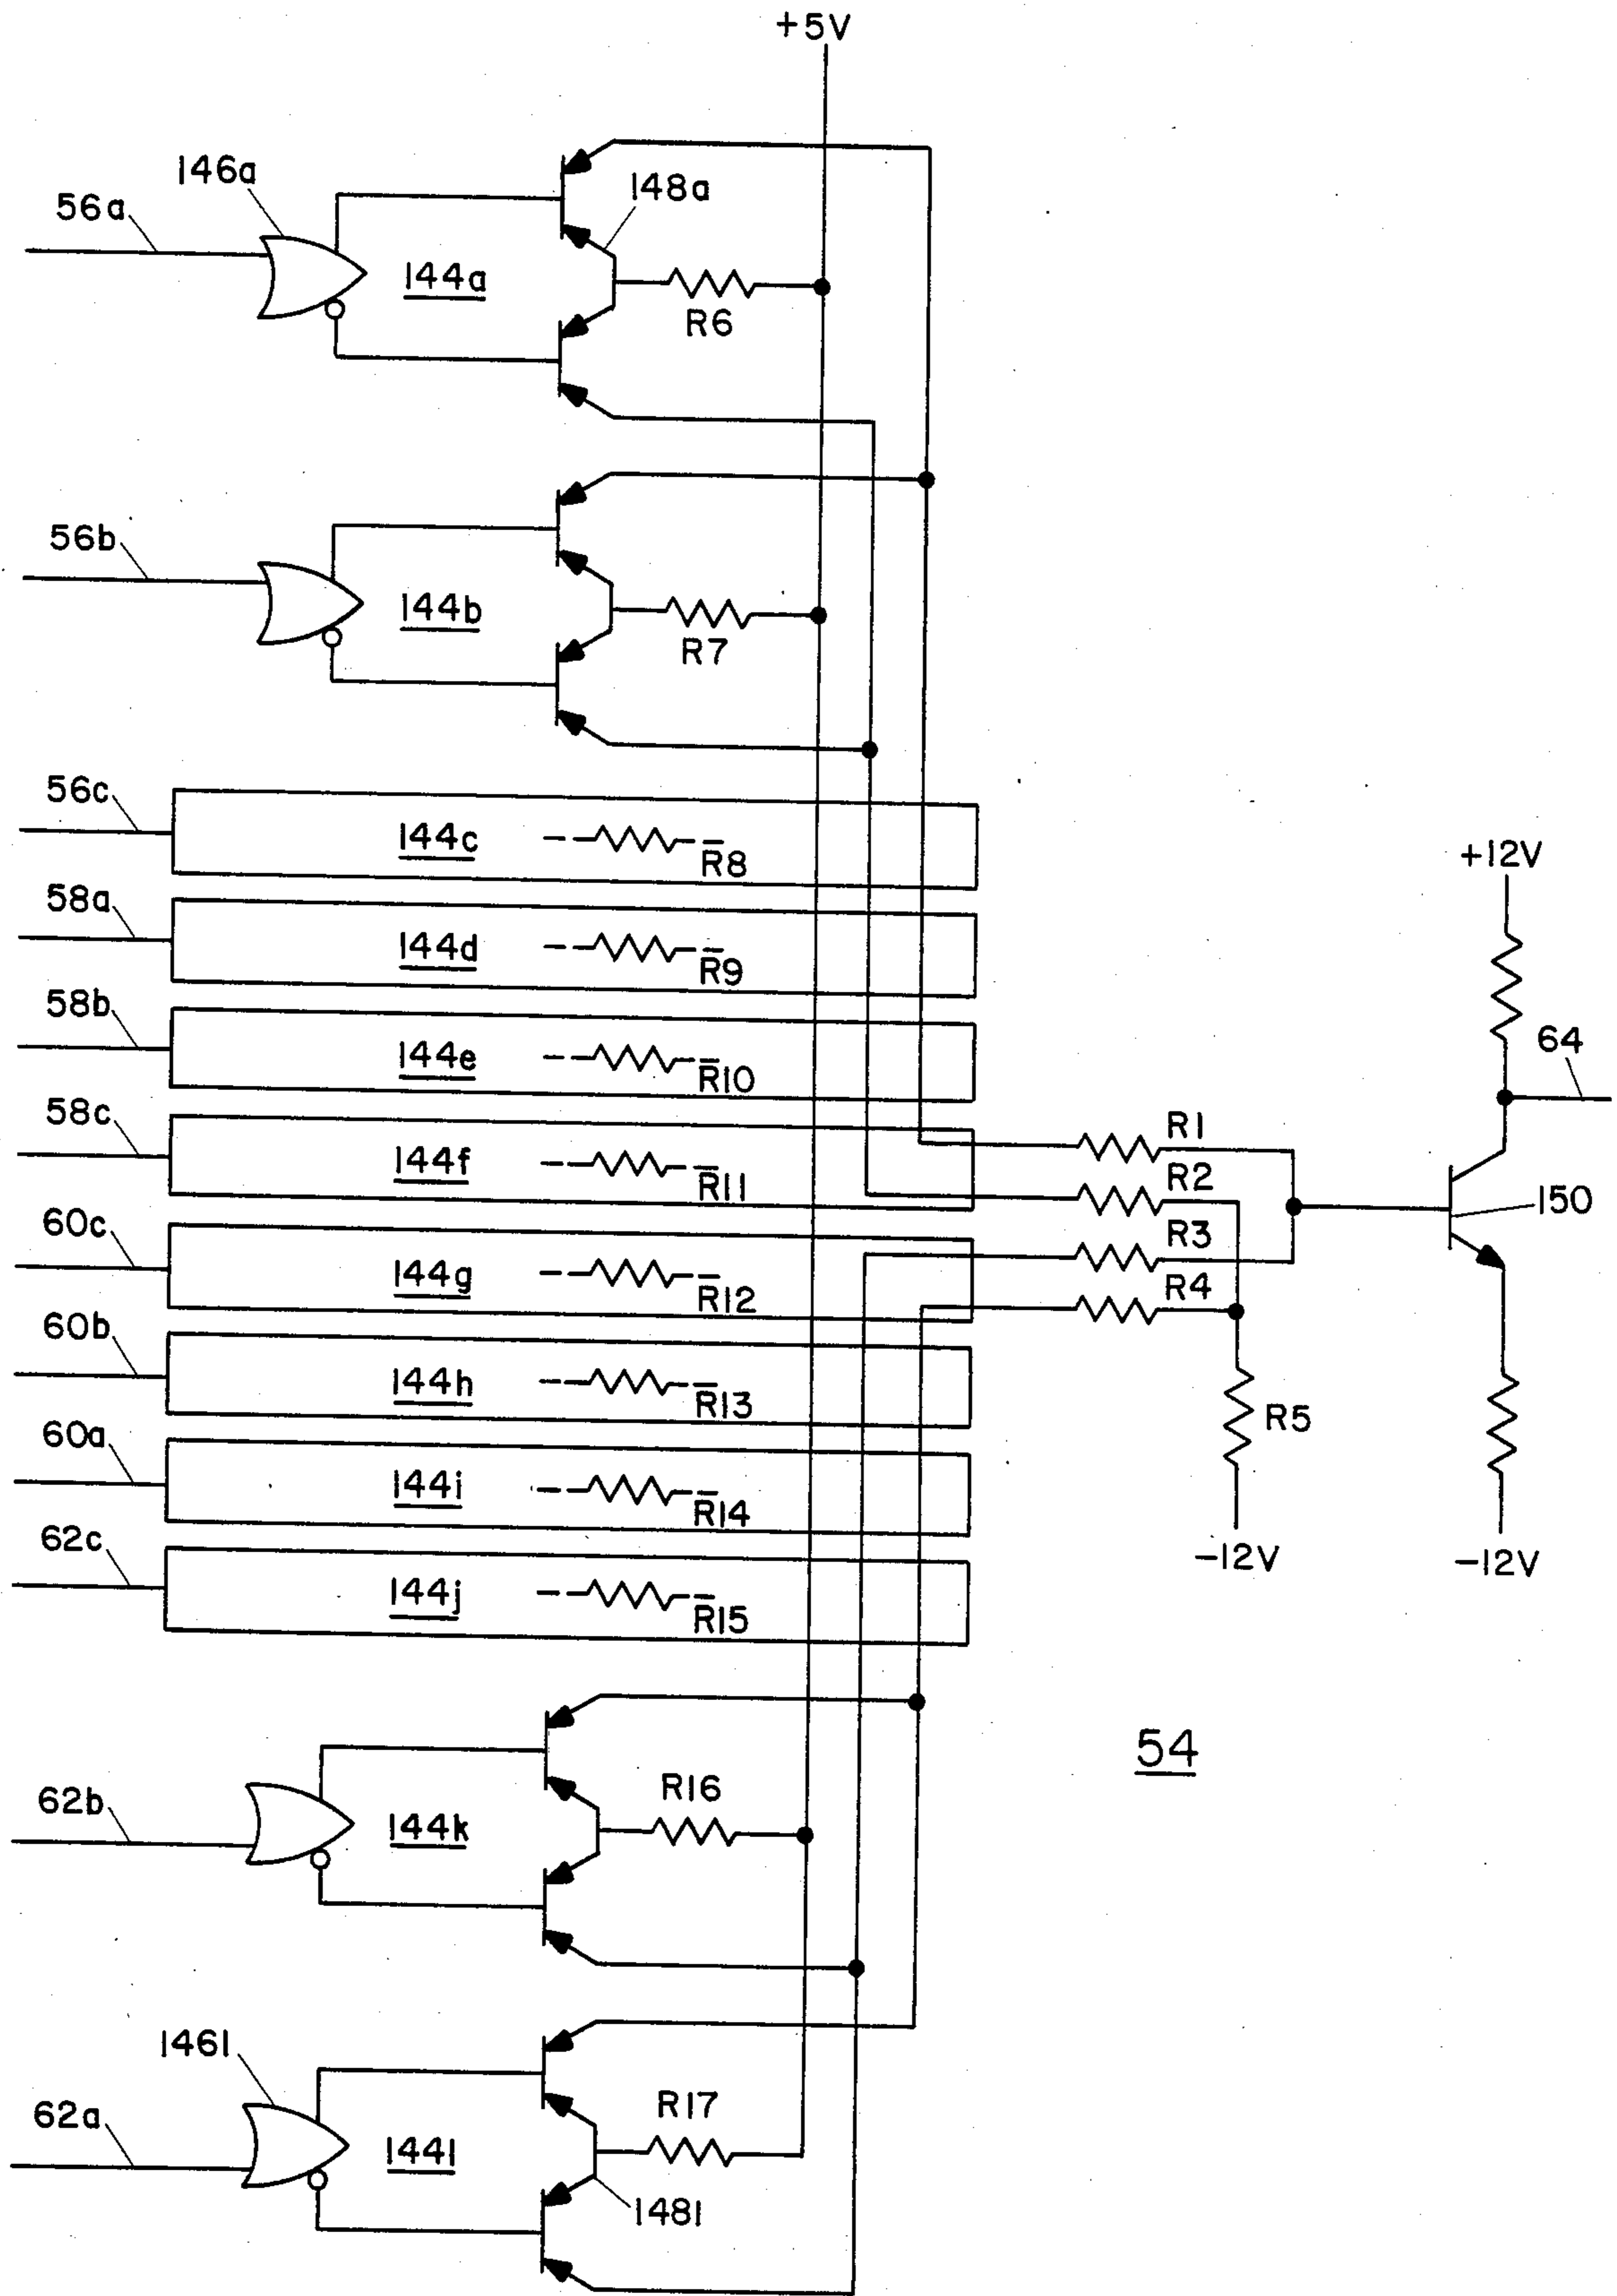 +5V
146a
148a
56a
144a
R6
56b
144b
R7
56c
144c
R8
+12V
58a
144d
R9
58b
144e
R10
64
58c
144f
R11
R1
R2
150
60c
144g
R12
R3
R4
60b
144h
R13
R5
60a
144i
R14
62c
144j
R15
-12V
-12V
54
62b
144k
R16
146l
62a
144l
R17
148l